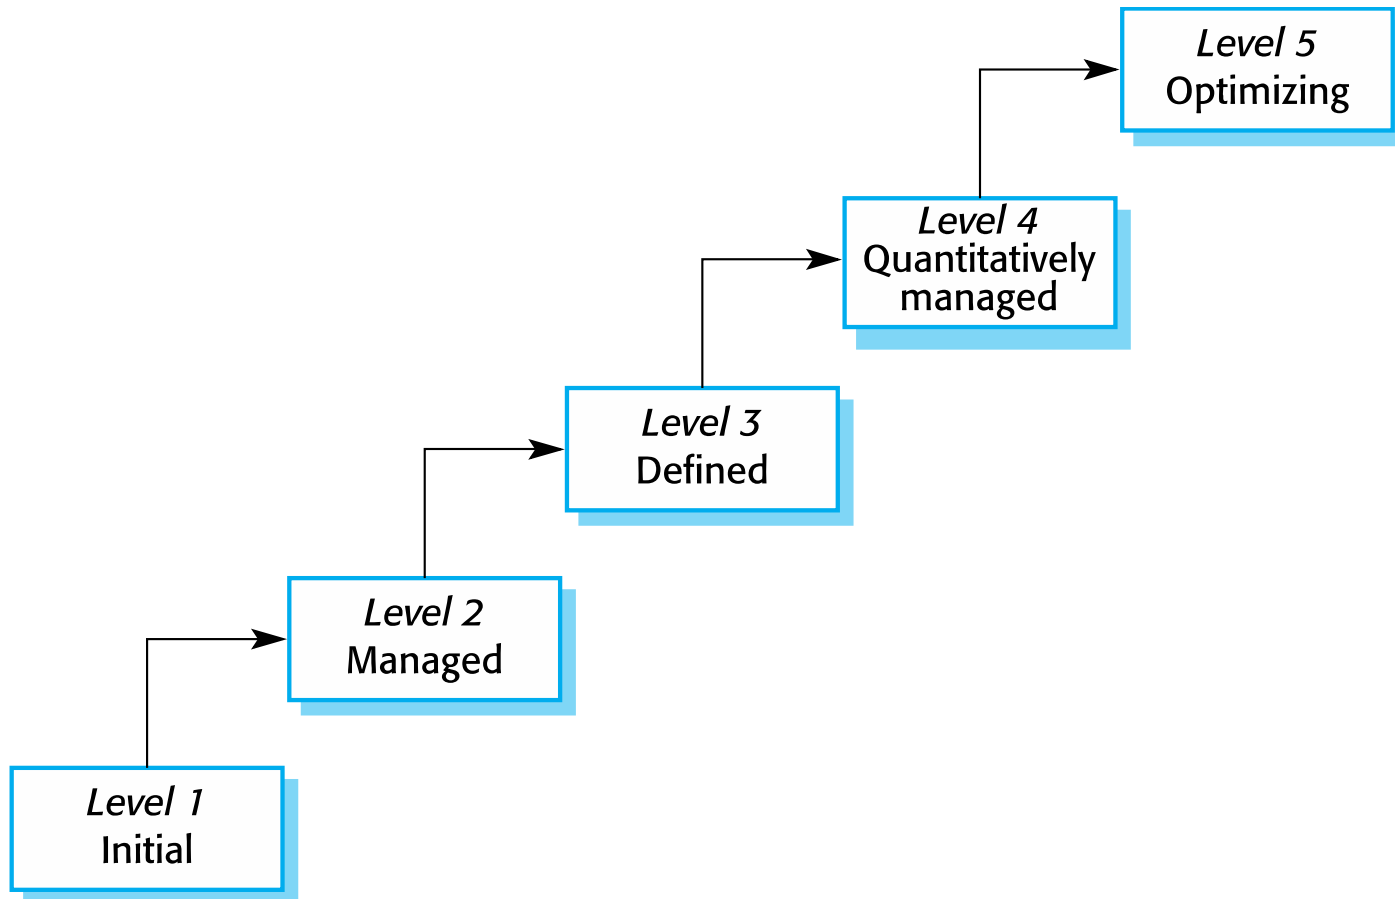 Level 5
Optimizing
Level 4
Quantitatively
managed
Level 3
Defined
Level 2
Managed
Level 1
Initial